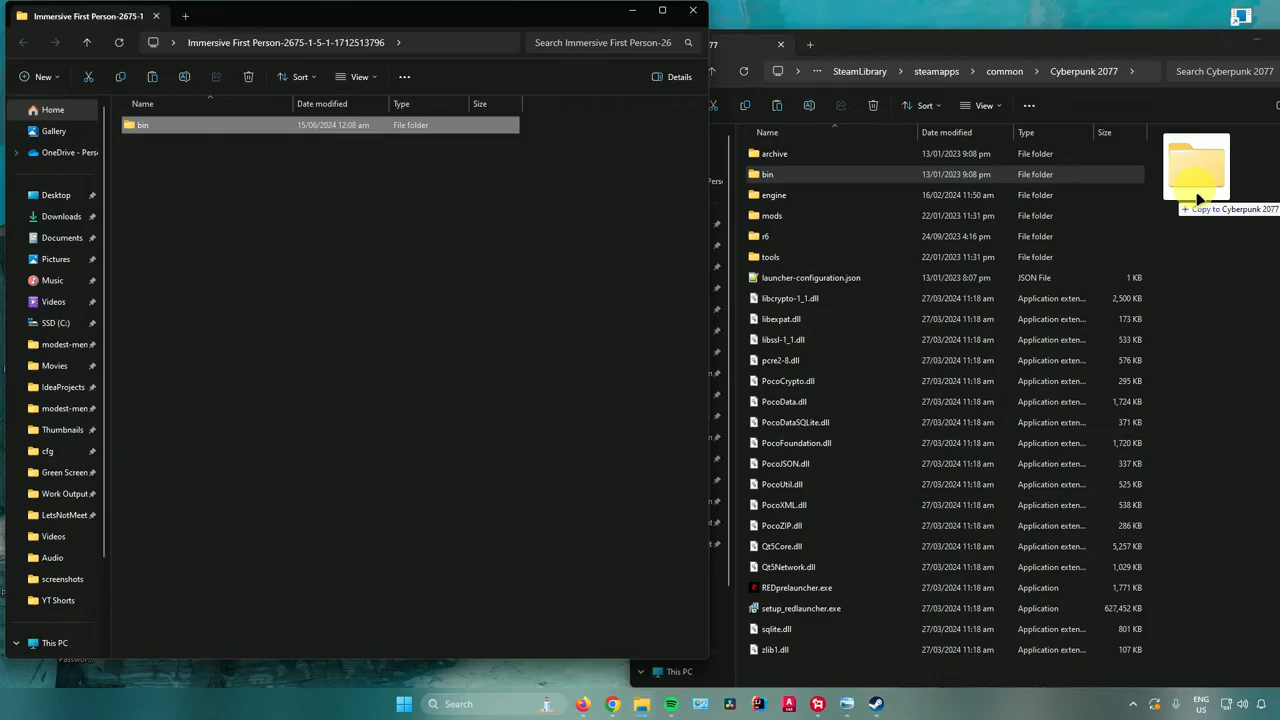 Immersive First Person-2675-1
Immersive First Person-2675-1-5-1-1712513796
Search Immersive First Person-26
New
Sort
View
Details
Name
Date modified
Type
Size
bin
15/06/2024 12:08 am
File folder
Home
Gallery
OneDrive - Perso
Desktop
Downloads
Documents
Pictures
Music
Videos
SSD (C:)
modest-men
Movies
IdeaProjects
modest-men
Thumbnails
cfg
Green Screen
Work Output
LetsNotMeet
Videos
Audio
screenshots
YT Shorts
This PC
77
SteamLibrary
steamapps
common
Cyberpunk 2077
Search Cyberpunk 2077
Sort
View
Name
Date modified
Type
Size
archive 13/01/2023 9:08 pm File folder
bin 13/01/2023 9:08 pm File folder
engine 16/02/2024 11:50 am File folder
mods 22/01/2023 11:31 pm File folder
r6 24/09/2023 4:16 pm File folder
tools 22/01/2023 11:31 pm File folder
launcher-configuration.json 13/01/2023 8:07 pm JSON File 1 KB
libcrypto-1_1.dll 27/03/2024 11:18 am Application exten... 2,500 KB
libexpat.dll 27/03/2024 11:18 am Application exten... 173 KB
libssl-1_1.dll 27/03/2024 11:18 am Application exten... 533 KB
pcre2-8.dll 27/03/2024 11:18 am Application exten... 576 KB
PocoCrypto.dll 27/03/2024 11:18 am Application exten... 295 KB
PocoData.dll 27/03/2024 11:18 am Application exten... 1,724 KB
PocoDataSQLite.dll 27/03/2024 11:18 am Application exten... 371 KB
PocoFoundation.dll 27/03/2024 11:18 am Application exten... 1,720 KB
PocoJSON.dll 27/03/2024 11:18 am Application exten... 337 KB
PocoUtil.dll 27/03/2024 11:18 am Application exten... 525 KB
PocoXML.dll 27/03/2024 11:18 am Application exten... 538 KB
PocoZIP.dll 27/03/2024 11:18 am Application exten... 286 KB
Qt5Core.dll 27/03/2024 11:18 am Application exten... 5,257 KB
Qt5Network.dll 27/03/2024 11:18 am Application exten... 1,029 KB
REDprelauncher.exe 27/03/2024 11:18 am Application 1,771 KB
setup_redlauncher.exe 27/03/2024 11:18 am Application 627,452 KB
sqlite.dll 27/03/2024 11:18 am Application exten... 801 KB
zlib1.dll 27/03/2024 11:18 am Application exten... 107 KB
This PC
Copy to Cyberpunk 2077
Search
ENG
US